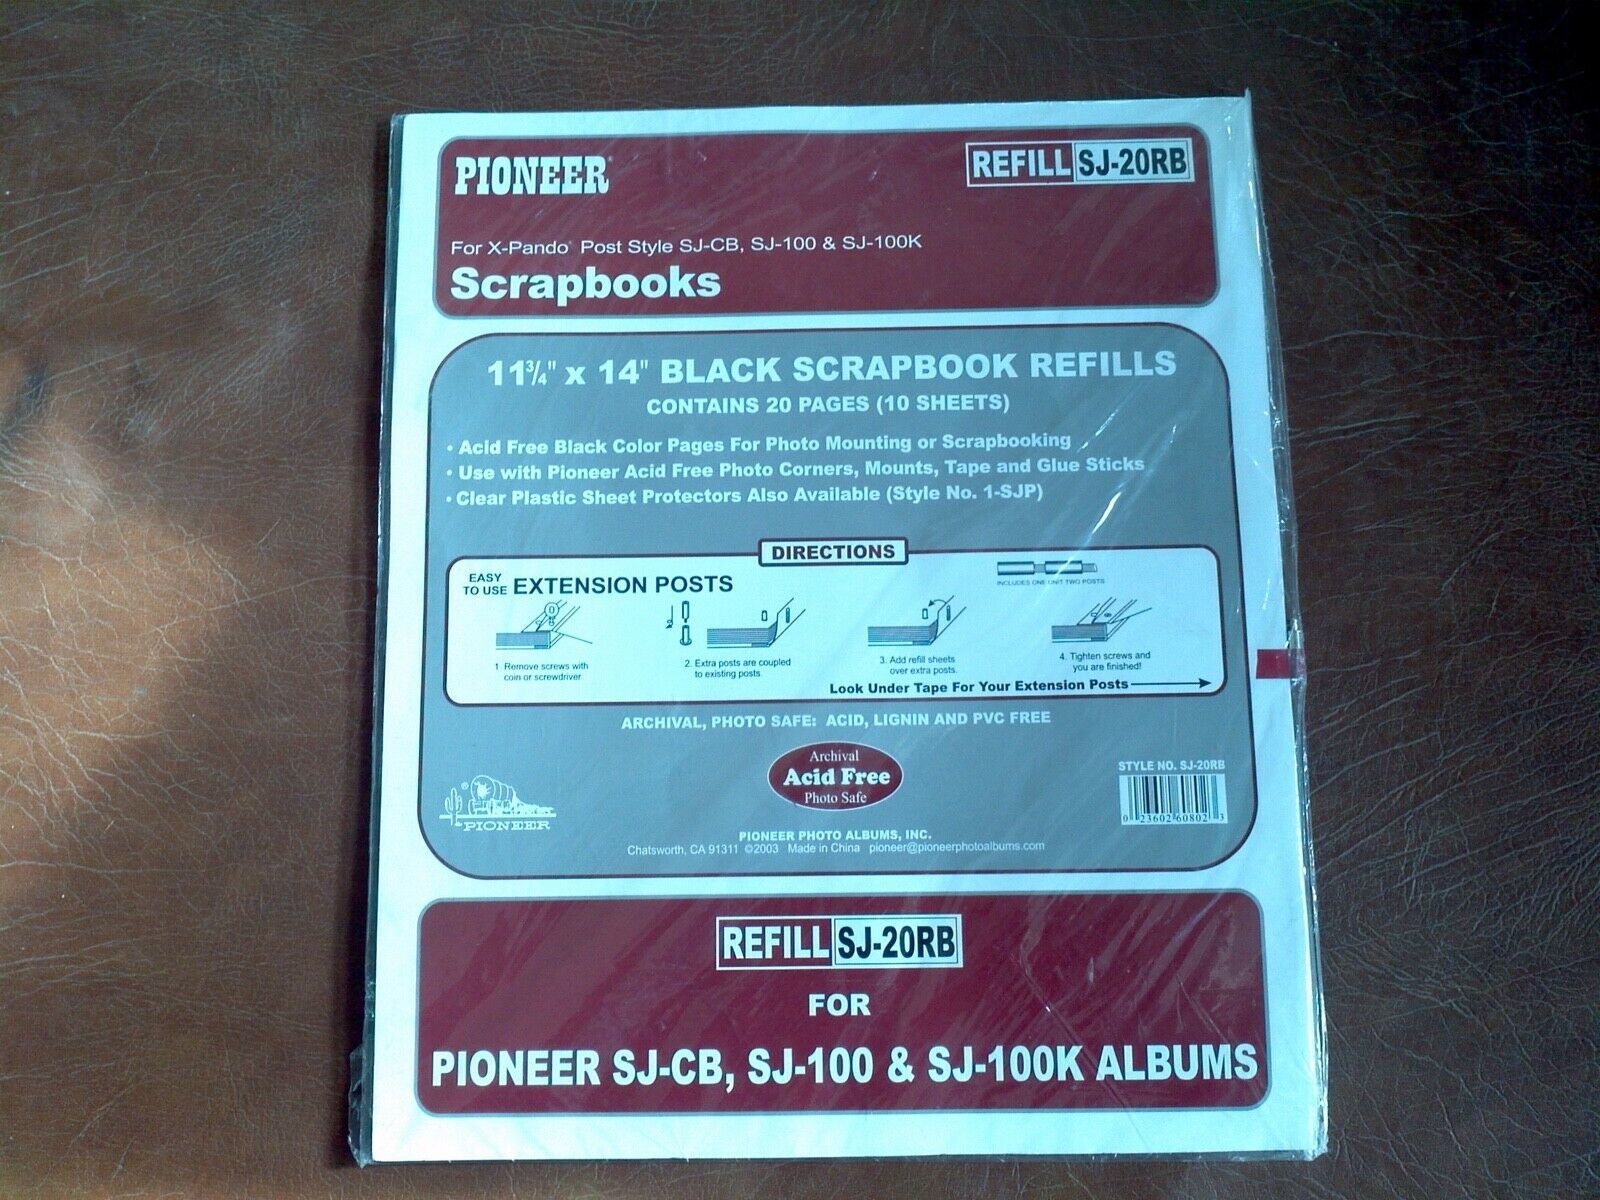 PIONEER®
REFILL SJ-20RB
For X-Pando® Post Style SJ-CB, SJ-100 & SJ-100K
Scrapbooks
11¾" x 14" BLACK SCRAPBOOK REFILLS
CONTAINS 20 PAGES (10 SHEETS)
• Acid Free Black Color Pages For Photo Mounting or Scrapbooking
• Use with Pioneer Acid Free Photo Corners, Mounts, Tape and Glue Sticks
• Clear Plastic Sheet Protectors Also Available (Style No. 1-SJP)
DIRECTIONS
EASY
TO USE EXTENSION POSTS
INCLUDES ONE UNIT TWO POSTS
1. Remove screws with
coin or screwdriver
2. Extra posts are coupled
to existing posts
3. Add refill sheets
over extra posts.
4. Tighten screws and
you are finished!
Look Under Tape For Your Extension Posts
ARCHIVAL, PHOTO SAFE: ACID, LIGNIN AND PVC FREE
Archival
Acid Free
Photo Safe
®
PIONEER
STYLE NO. SJ-20RB
0 23602 60802 3
PIONEER PHOTO ALBUMS, INC.
Chatsworth, CA 91311 ©2003 Made in China pioneer@pioneerphotoalbums.com
REFILL SJ-20RB
FOR
PIONEER SJ-CB, SJ-100 & SJ-100K ALBUMS